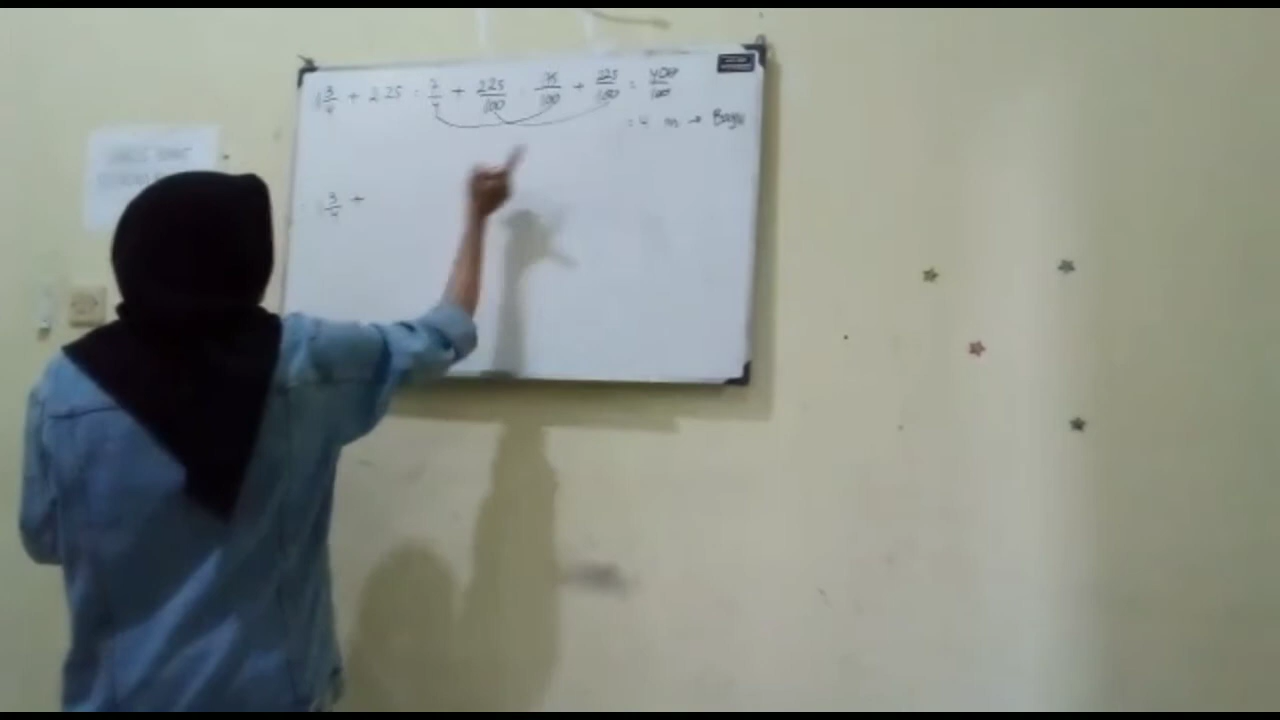 1 3/4 + 2.25 = 7/4 + 225/100 = 175/100 + 225/100 = 400/100
= 4 m → Bayu
1 3/4 +